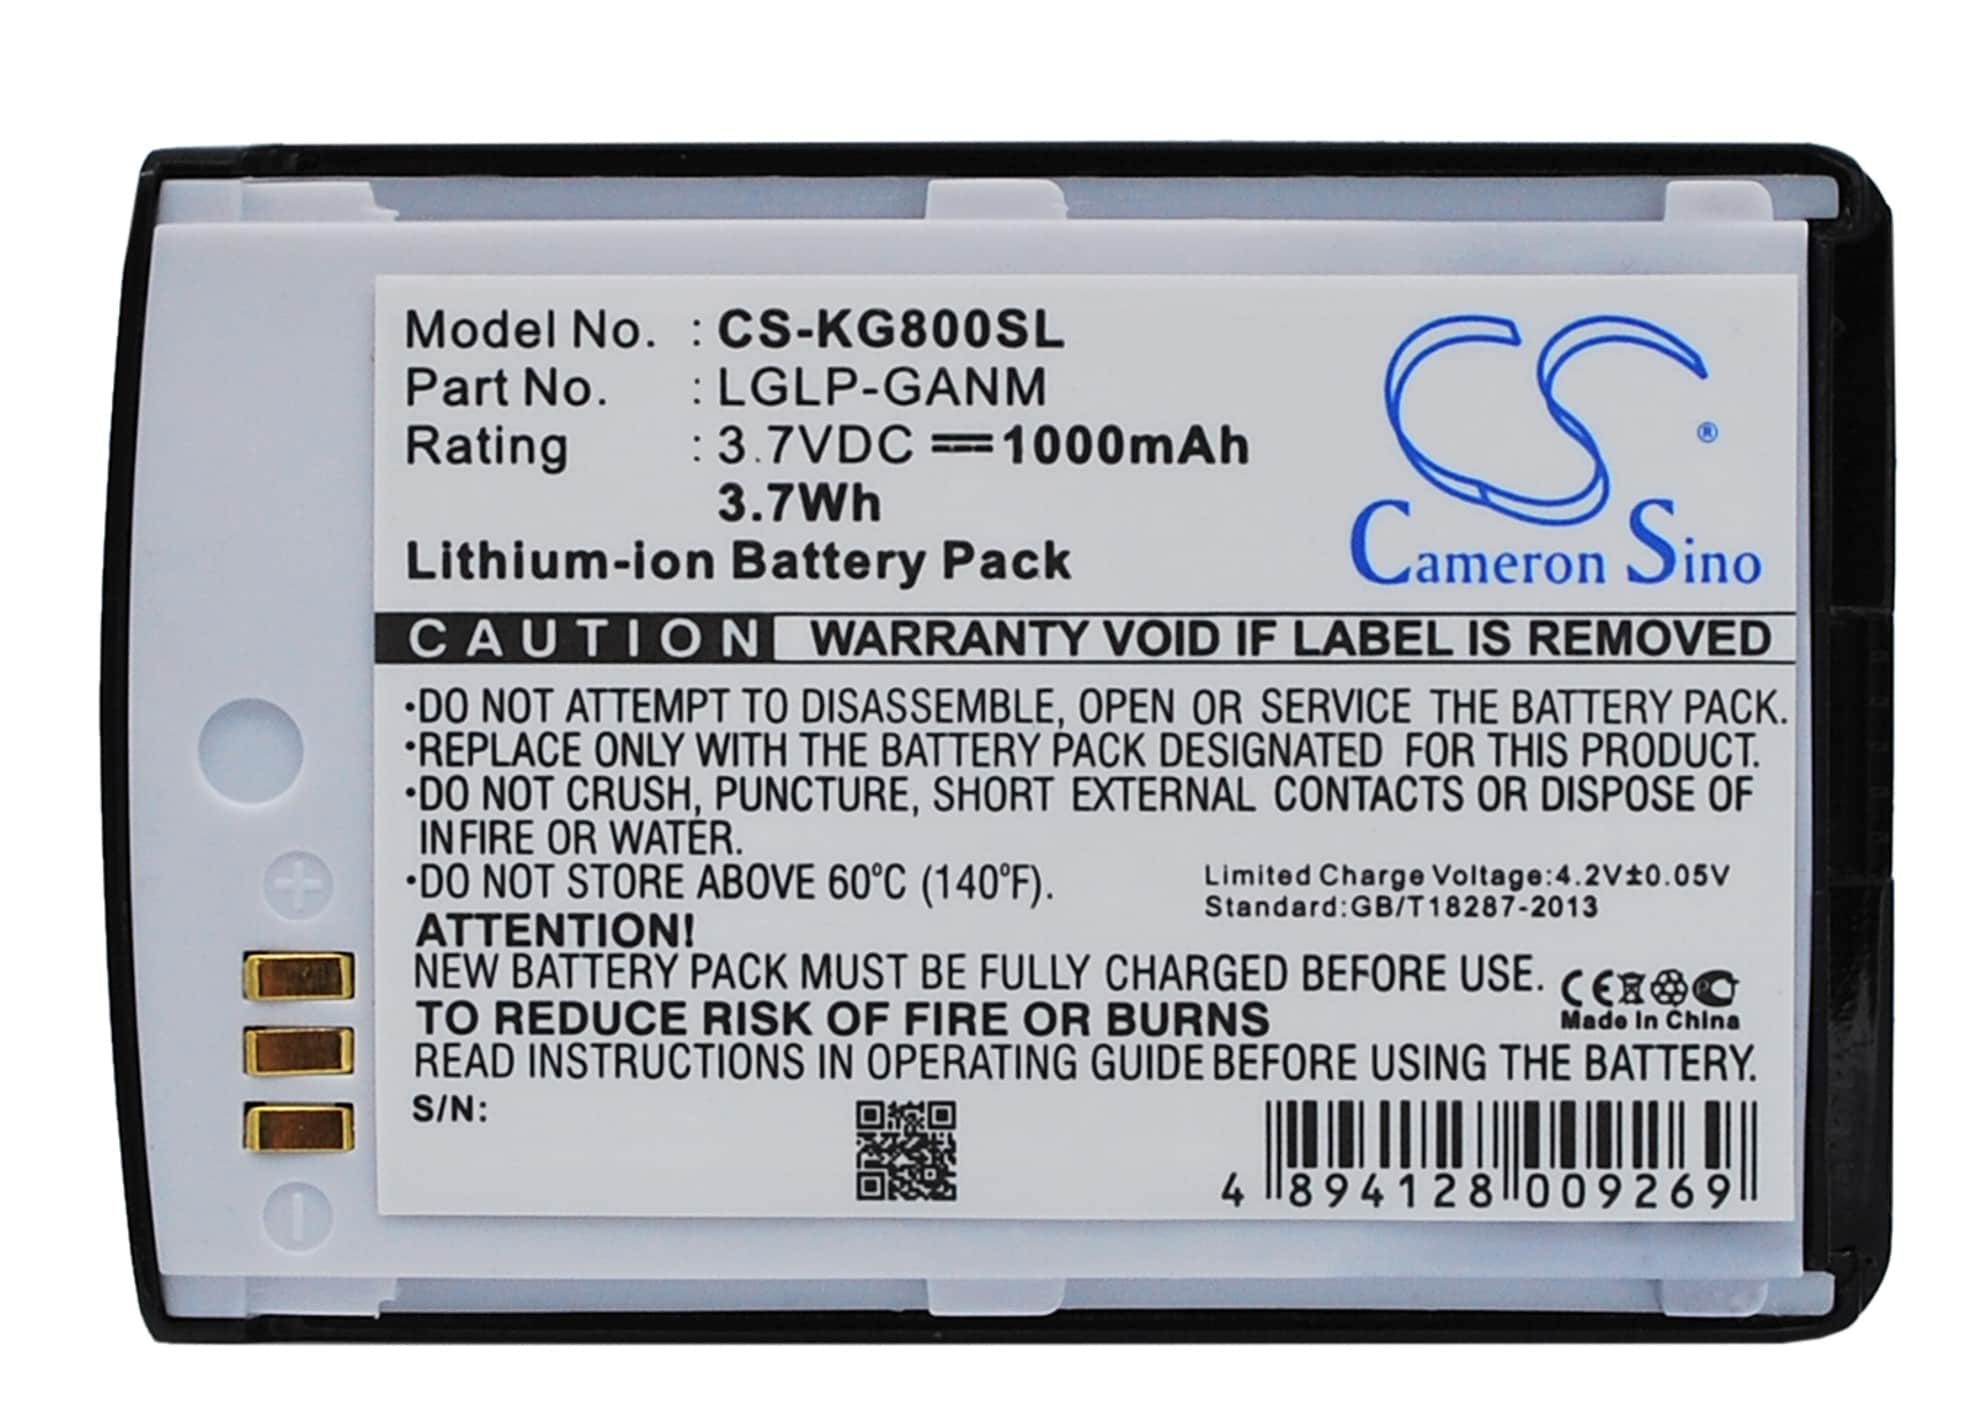 Model No. : CS-KG800SL
Part No. : LGLP-GANM
Rating : 3.7VDC ⎓ 1000mAh
3.7Wh
Lithium-ion Battery Pack
CS ®
Cameron Sino
CAUTION WARRANTY VOID IF LABEL IS REMOVED
•DO NOT ATTEMPT TO DISASSEMBLE, OPEN OR SERVICE THE BATTERY PACK.
•REPLACE ONLY WITH THE BATTERY PACK DESIGNATED FOR THIS PRODUCT.
•DO NOT CRUSH, PUNCTURE, SHORT EXTERNAL CONTACTS OR DISPOSE OF
IN FIRE OR WATER.
•DO NOT STORE ABOVE 60°C (140°F).
Limited Charge Voltage:4.2V±0.05V
Standard:GB/T18287-2013
ATTENTION!
NEW BATTERY PACK MUST BE FULLY CHARGED BEFORE USE.
CE
Made In China
TO REDUCE RISK OF FIRE OR BURNS
READ INSTRUCTIONS IN OPERATING GUIDE BEFORE USING THE BATTERY.
S/N:
4 894128 009269
+
−